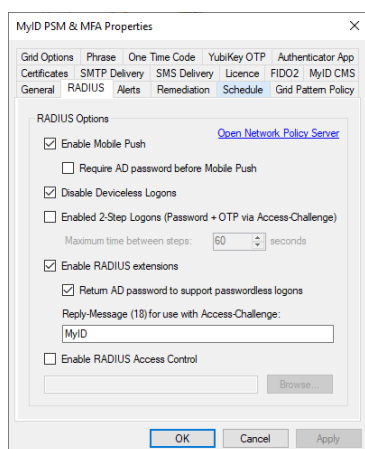 MyID PSM & MFA Properties
Grid Options Phrase One Time Code YubiKey OTP Authenticator App
Certificates SMTP Delivery SMS Delivery Licence FIDO2 MyID CMS
General RADIUS Alerts Remediation Schedule Grid Pattern Policy
RADIUS Options
Open Network Policy Server
Enable Mobile Push
Require AD password before Mobile Push
Disable Deviceless Logons
Enabled 2-Step Logons (Password + OTP via Access-Challenge)
Maximum time between steps: 60 seconds
Enable RADIUS extensions
Return AD password to support passwordless logons
Reply-Message (18) for use with Access-Challenge:
MyID
Enable RADIUS Access Control
Browse...
OK Cancel Apply